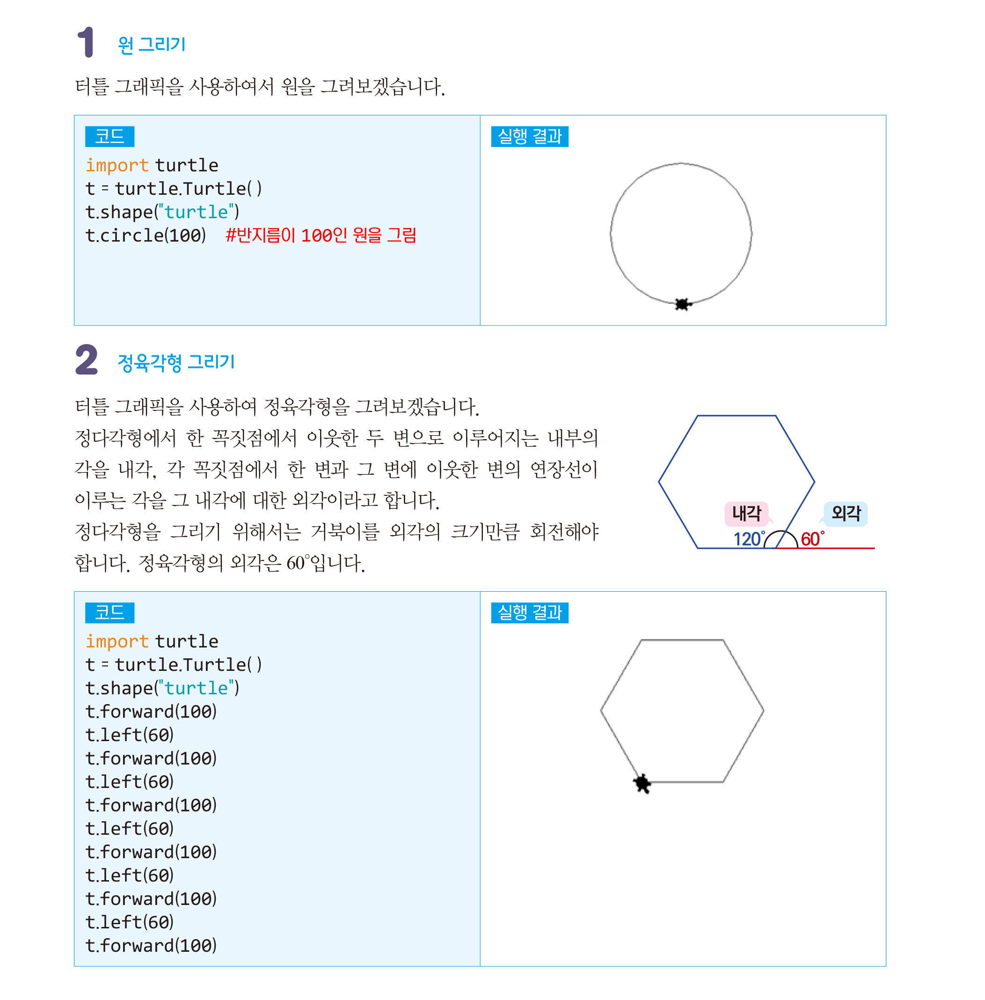 1 원 그리기
터틀 그래픽을 사용하여서 원을 그려보겠습니다.
코드
import turtle
t = turtle.Turtle( )
t.shape("turtle")
t.circle(100) #반지름이 100인 원을 그림
실행 결과
2 정육각형 그리기
터틀 그래픽을 사용하여 정육각형을 그려보겠습니다.
정다각형에서 한 꼭짓점에서 이웃한 두 변으로 이루어지는 내부의
각을 내각, 각 꼭짓점에서 한 변과 그 변에 이웃한 변의 연장선이
이루는 각을 그 내각에 대한 외각이라고 합니다.
정다각형을 그리기 위해서는 거북이를 외각의 크기만큼 회전해야
합니다. 정육각형의 외각은 60°입니다.
내각 외각
120° 60°
코드
import turtle
t = turtle.Turtle( )
t.shape("turtle")
t.forward(100)
t.left(60)
t.forward(100)
t.left(60)
t.forward(100)
t.left(60)
t.forward(100)
t.left(60)
t.forward(100)
t.left(60)
t.forward(100)
실행 결과